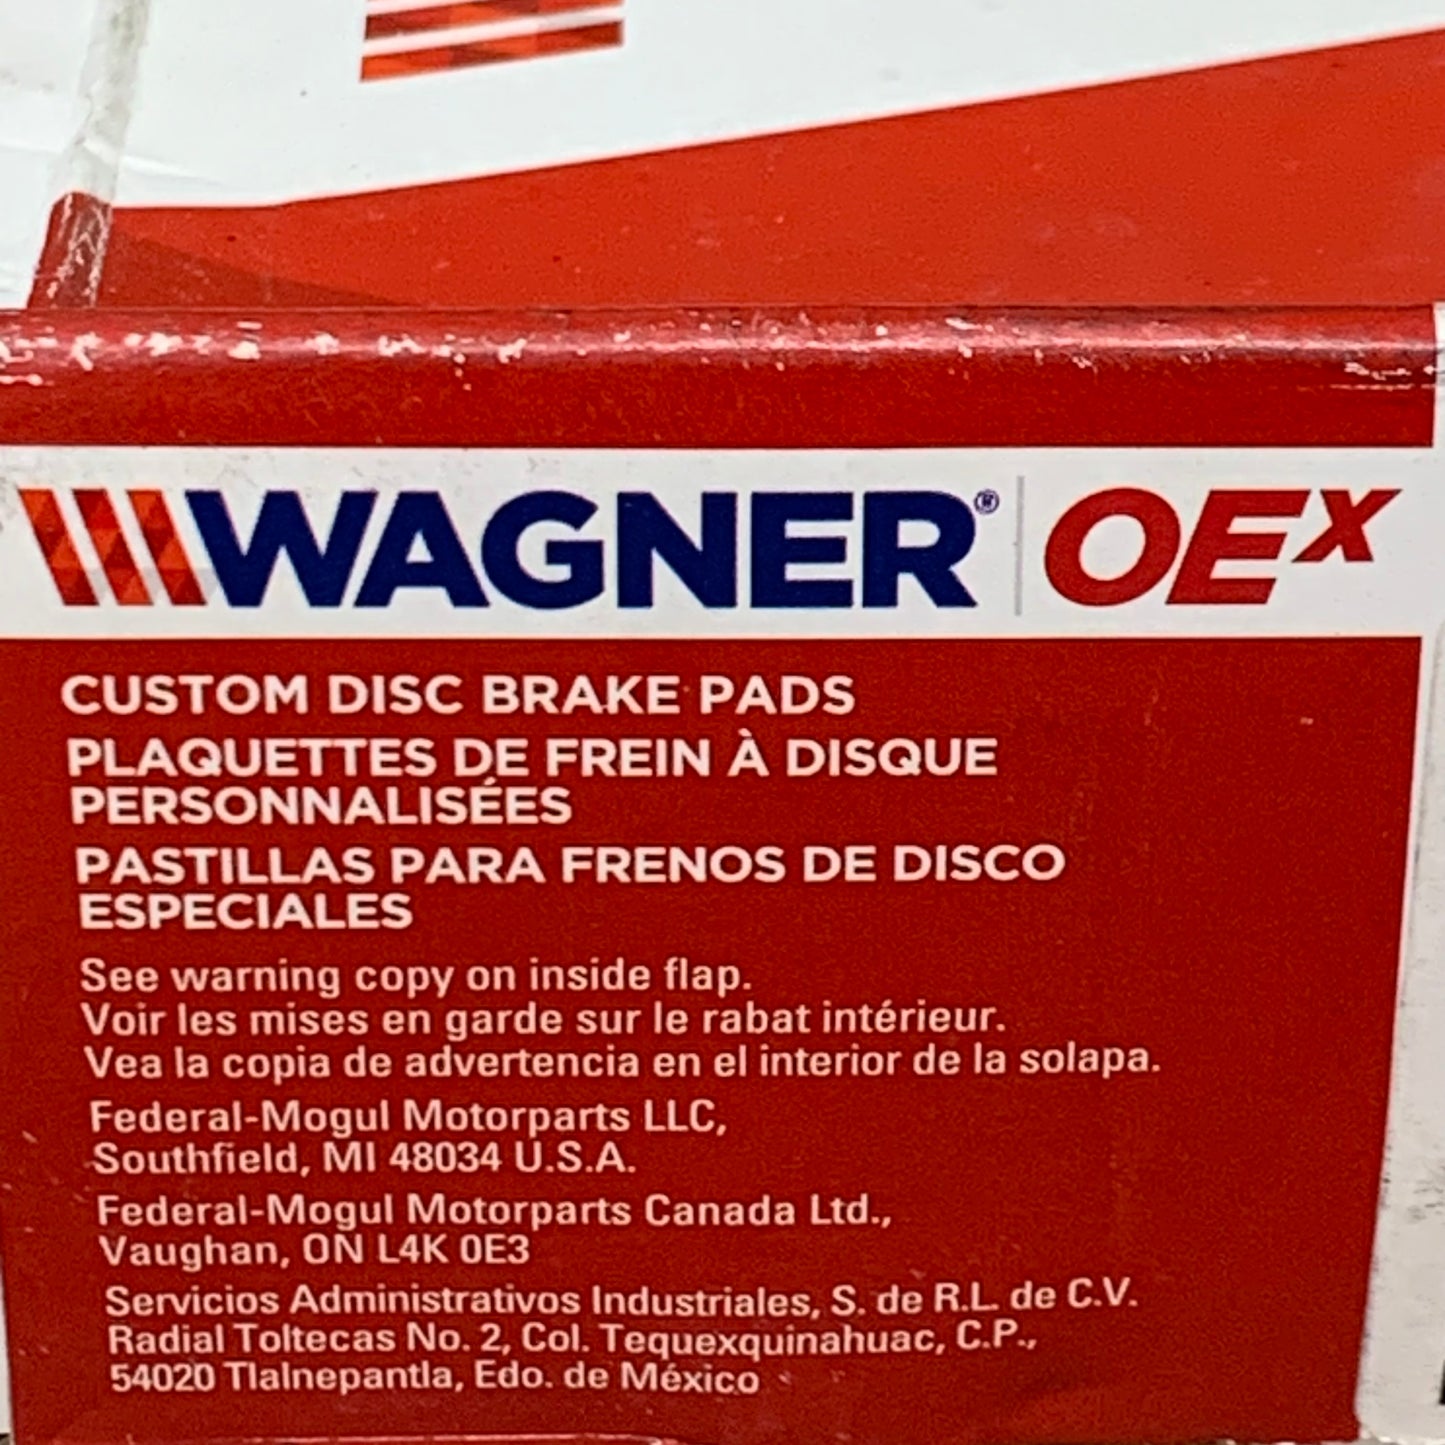 WAGNER® | OEX
CUSTOM DISC BRAKE PADS
PLAQUETTES DE FREIN À DISQUE
PERSONNALISÉES
PASTILLAS PARA FRENOS DE DISCO
ESPECIALES
See warning copy on inside flap.
Voir les mises en garde sur le rabat intérieur.
Vea la copia de advertencia en el interior de la solapa.
Federal-Mogul Motorparts LLC,
Southfield, MI 48034 U.S.A.
Federal-Mogul Motorparts Canada Ltd.,
Vaughan, ON L4K 0E3
Servicios Administrativos Industriales, S. de R.L. de C.V.
Radial Toltecas No. 2, Col. Tequexquinahuac, C.P.,
54020 Tlalnepantla, Edo. de México